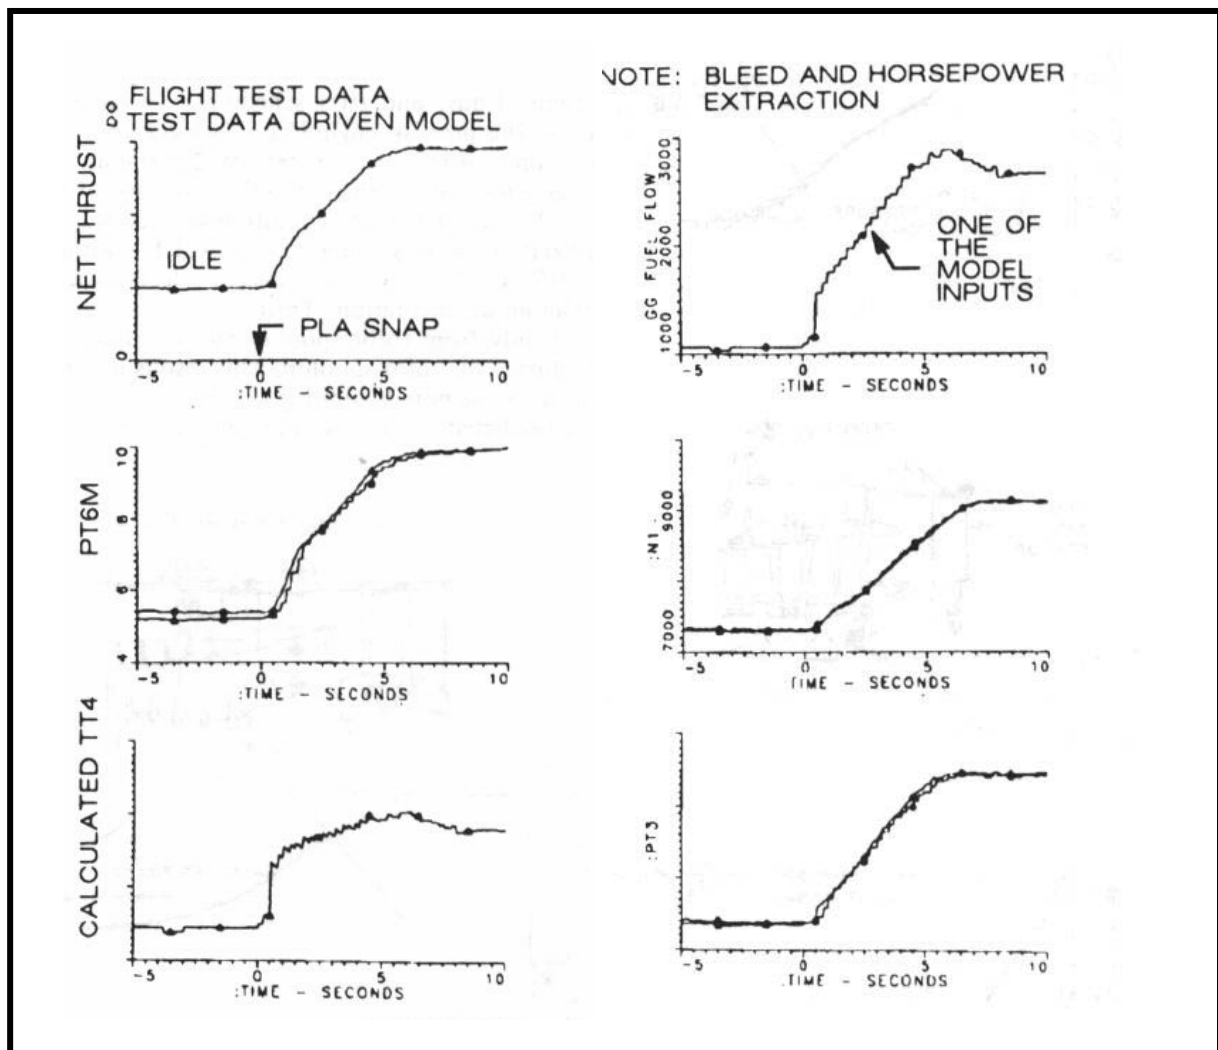 FLIGHT TEST DATA
TEST DATA DRIVEN MODEL
NET THRUST
IDLE
PLA SNAP
0
-5 0 5 10
:TIME - SECONDS
NOTE: BLEED AND HORSEPOWER
EXTRACTION
GG FUEL FLOW
3000
2000
1000
ONE OF
THE
MODEL
INPUTS
-5 0 5 10
:TIME - SECONDS
PT6M
10
8
6
4
-5 0 5 10
:TIME - SECONDS
:N1
9000
7000
-5 0 5 10
TIME - SECONDS
CALCULATED TT4
-5 0 5 10
:TIME - SECONDS
:PT3
-5 0 5 10
:TIME - SECONDS